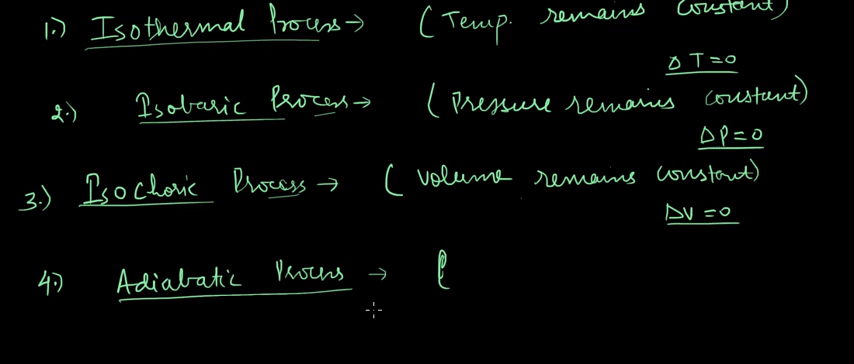 1.) Isothermal Process → (Temp. remains constant)
ΔT=0
2.) Isobaric Process → (Pressure remains constant)
ΔP=0
3.) Isochoric Process → (Volume remains constant)
ΔV=0
4.) Adiabatic Process → (